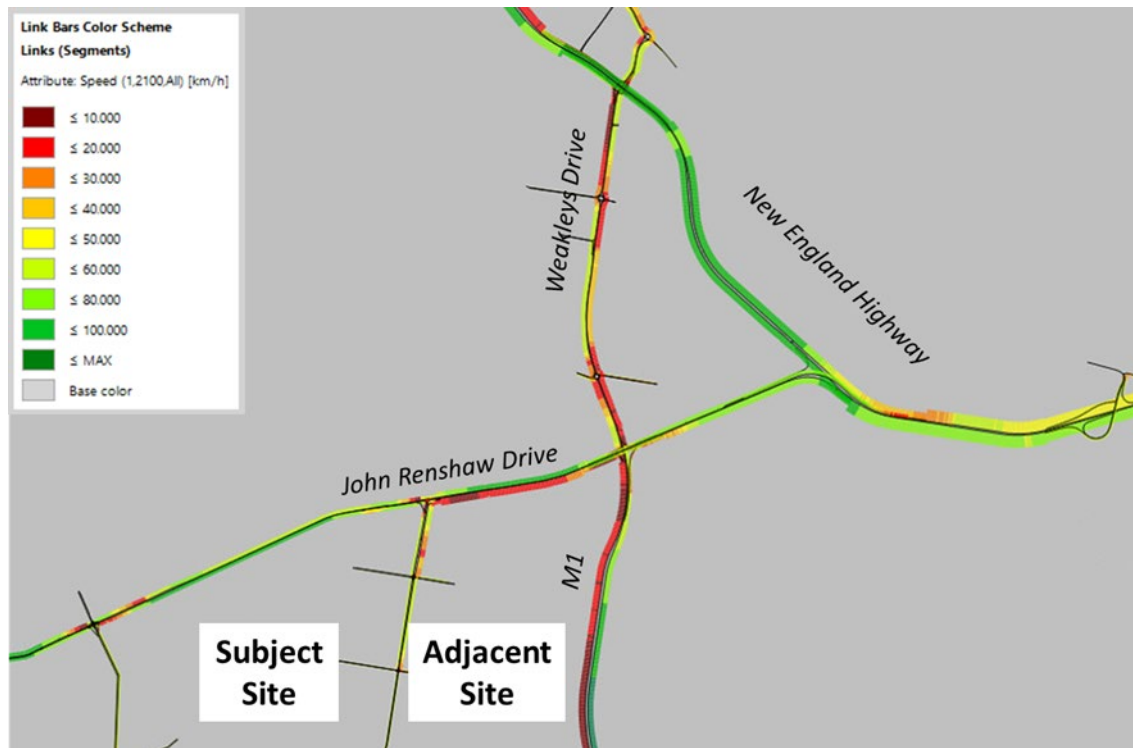 Link Bars Color Scheme
Links (Segments)
Attribute: Speed (1,2100,All) [km/h]
≤ 10.000
≤ 20.000
≤ 30.000
≤ 40.000
≤ 50.000
≤ 60.000
≤ 80.000
≤ 100.000
≤ MAX
Base color
Weakleys Drive
New England Highway
John Renshaw Drive
M1
Subject
Site
Adjacent
Site